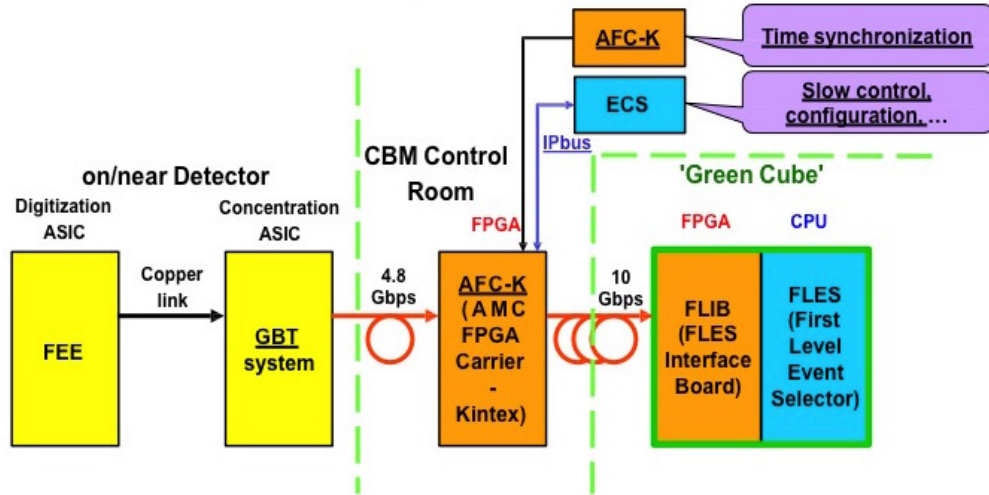 AFC-K
Time synchronization
ECS
Slow control,
configuration, ...
IPbus
on/near Detector
CBM Control
Room
'Green Cube'
Digitization
ASIC
Concentration
ASIC
FPGA
FPGA
CPU
Copper
link
4.8
Gbps
10
Gbps
FEE
GBT
system
AFC-K
(AMC
FPGA
Carrier
-
Kintex)
FLIB
(FLES
Interface
Board)
FLES
(First
Level
Event
Selector)